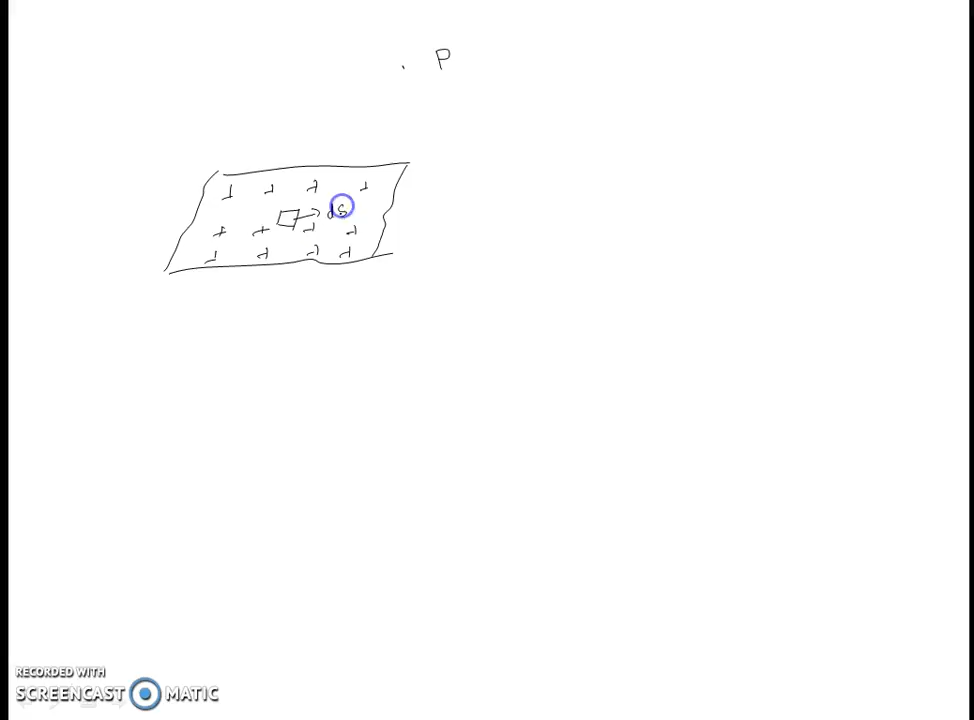 . P
+ + + +
dS
+ + + +
+ + + +
RECORDED WITH
SCREENCAST MATIC